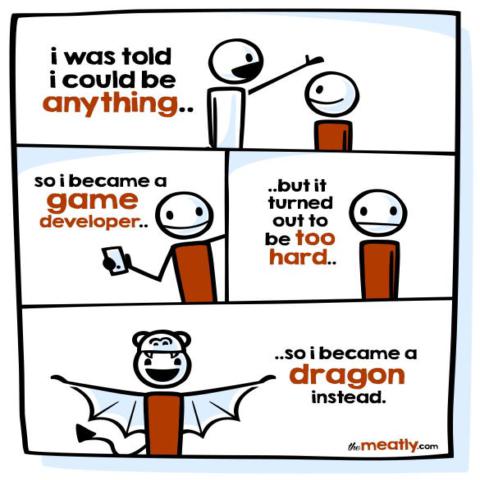 i was told
i could be
anything..
so i became a
game
developer..
..but it
turned
out to
be too
hard..
..so i became a
dragon
instead.
themeatly.com